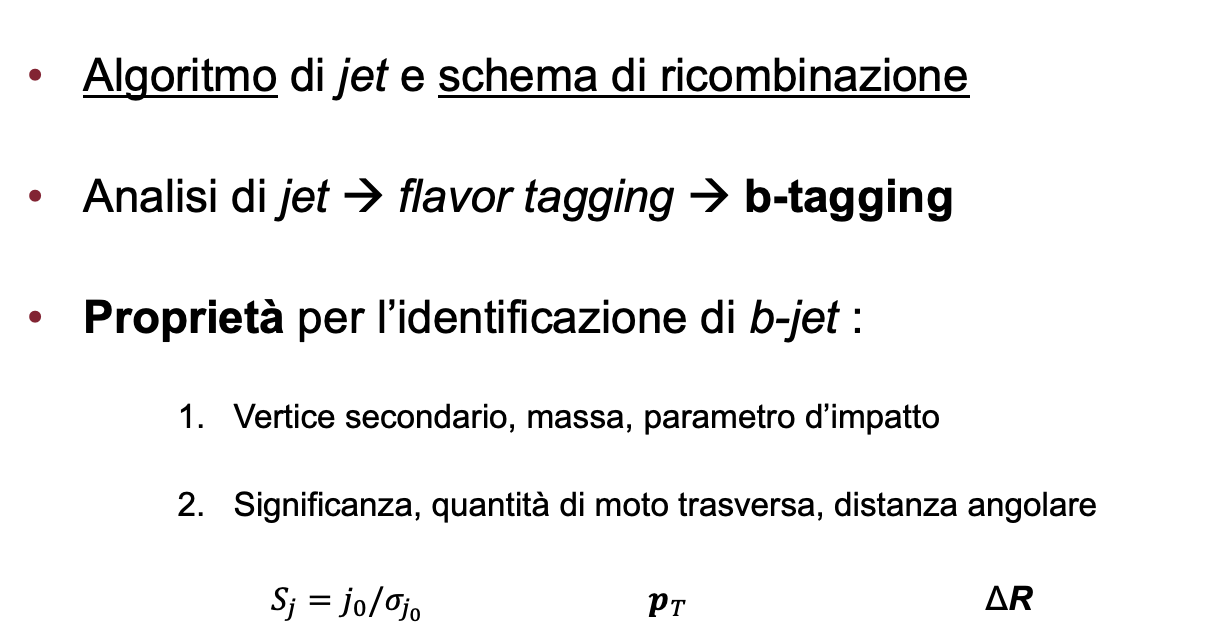 • Algoritmo di jet e schema di ricombinazione
• Analisi di jet → flavor tagging → b-tagging
• Proprietà per l’identificazione di b-jet :
1. Vertice secondario, massa, parametro d’impatto
2. Significanza, quantità di moto trasversa, distanza angolare
S_j = j_0/σ_{j_0} p_T ΔR